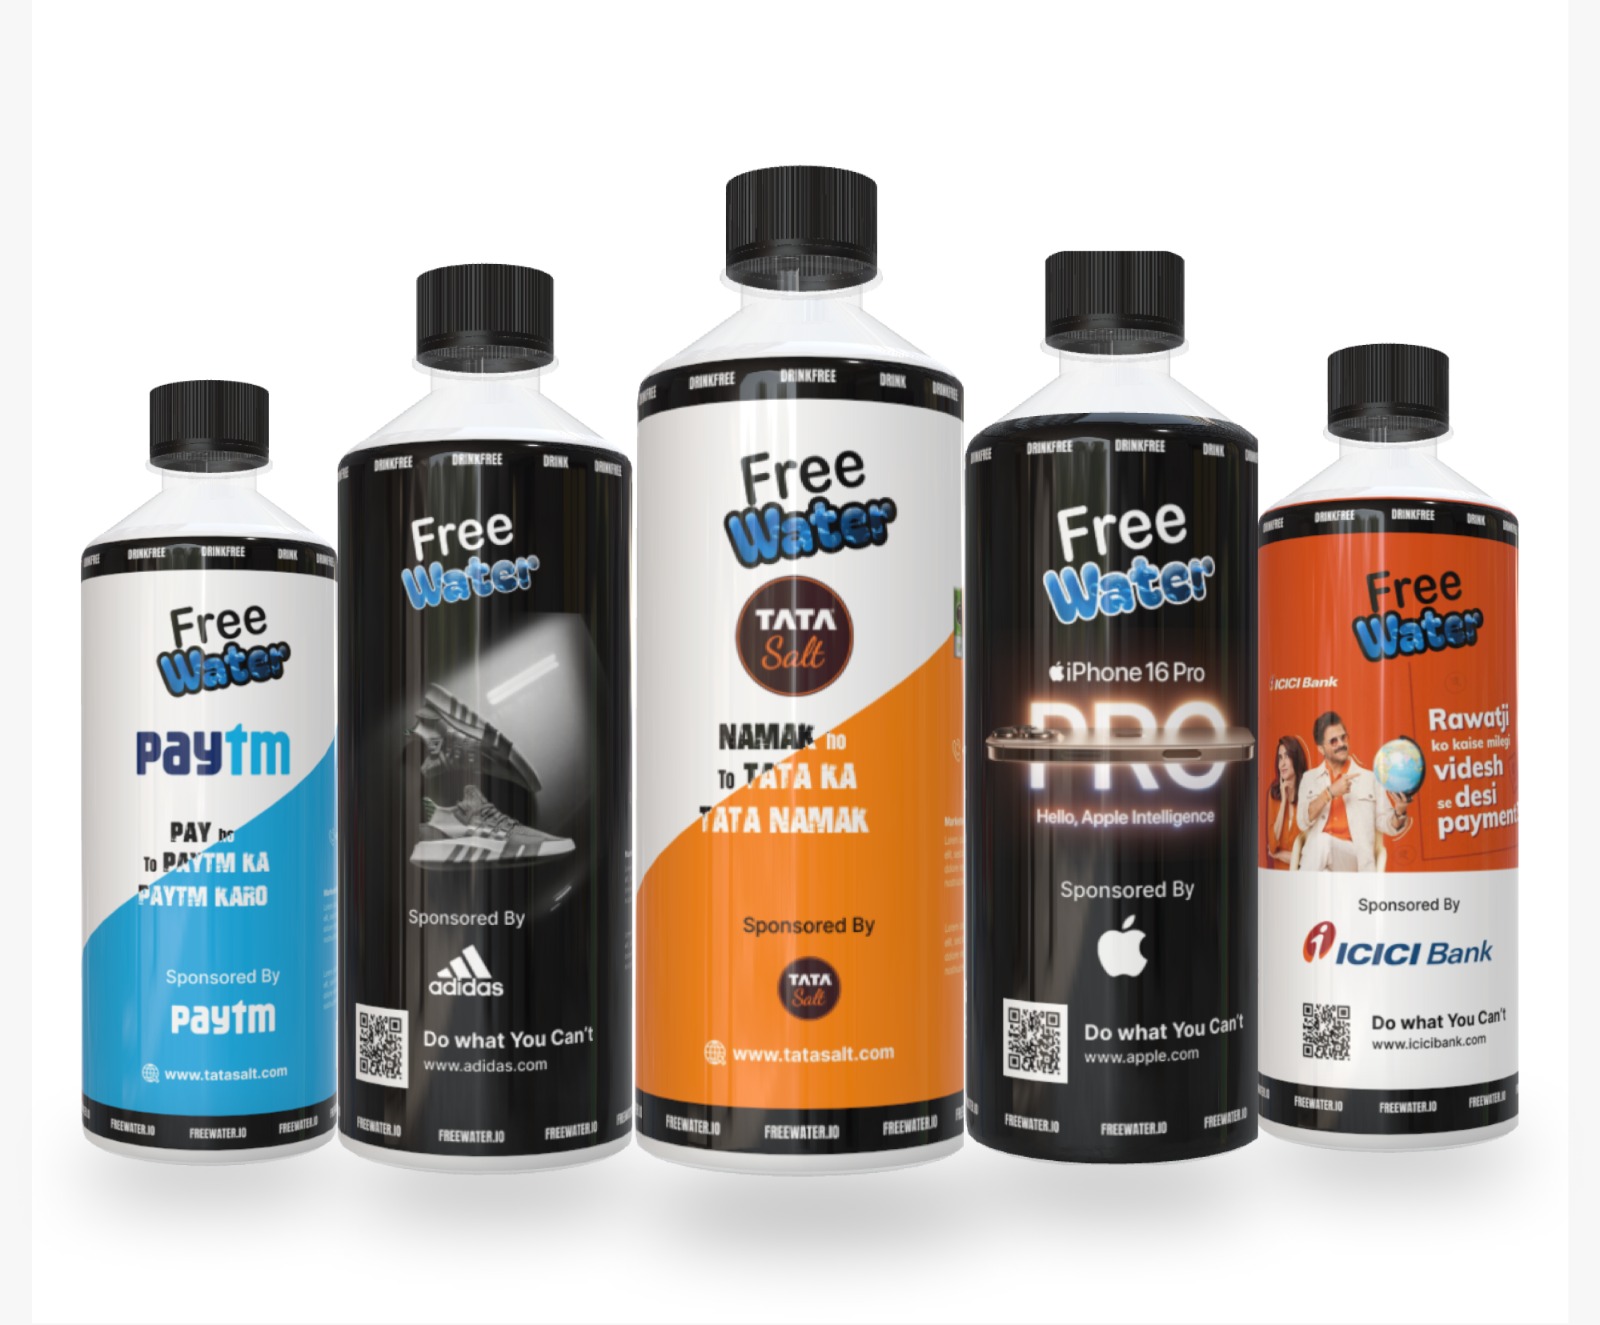 DRINKFREE DRINKFREE DRINK
Free
Water
paytm
PAY ho
To PAYTM KA
PAYTM KARO
Sponsored By
paytm
www.tatasalt.com
FREEWATER.IO FREEWATER.IO FREEWATER.IO
DRINKFREE DRINKFREE DRINK DRINKFREE
Free
Water
Sponsored By
adidas
Do what You Can't
www.adidas.com
FREEWATER.IO FREEWATER.IO FREEWATER.IO
DRINKFREE DRINKFREE DRINK DRINKFREE
Free
Water
TATA
Salt
NAMAK ho
To TATA KA
TATA NAMAK
Sponsored By
TATA
Salt
www.tatasalt.com
FREEWATER.IO FREEWATER.IO FREEWATER.IO
DRINKFREE DRINKFREE DRINK
Free
Water
iPhone 16 Pro
PRO
Hello, Apple Intelligence
Sponsored By
Do what You Can't
www.apple.com
FREEWATER.IO FREEWATER.IO FREEWATER.IO
DRINKFREE DRINKFREE DRINK
Free
Water
ICICI Bank
Rawatji
ko kaise milegi
videsh
se desi
payment
Sponsored By
ICICI Bank
Do what You Can't
www.icicibank.com
FREEWATER.IO FREEWATER.IO FREEWATER.IO